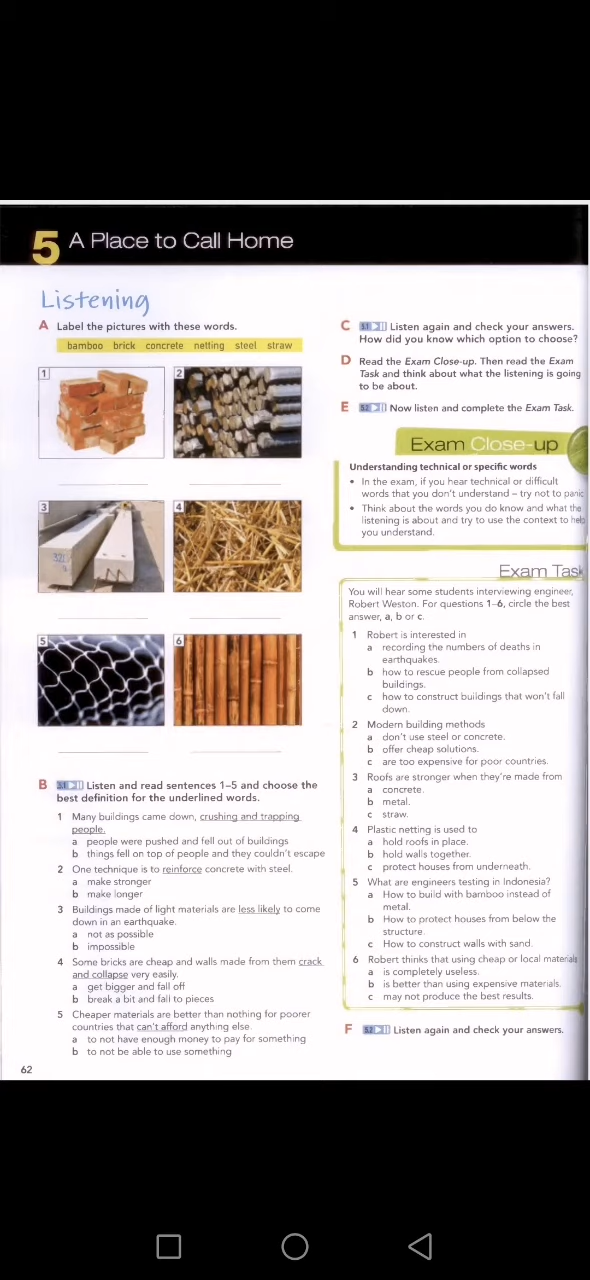 5 A Place to Call Home
Listening
A Label the pictures with these words.
bamboo brick concrete netting steel straw
1
2
3
4
5
6
B 5.1 Listen and read sentences 1–5 and choose the
best definition for the underlined words.
1 Many buildings came down, crushing and trapping
people.
a people were pushed and fell out of buildings
b things fell on top of people and they couldn't escape
2 One technique is to reinforce concrete with steel.
a make stronger
b make longer
3 Buildings made of light materials are less likely to come
down in an earthquake.
a not as possible
b impossible
4 Some bricks are cheap and walls made from them crack
and collapse very easily.
a get bigger and fall off
b break a bit and fall to pieces
5 Cheaper materials are better than nothing for poorer
countries that can't afford anything else.
a to not have enough money to pay for something
b to not be able to use something
62
C 5.1 Listen again and check your answers.
How did you know which option to choose?
D Read the Exam Close-up. Then read the Exam
Task and think about what the listening is going
to be about.
E 5.2 Now listen and complete the Exam Task.
Exam Close-up
Understanding technical or specific words
• In the exam, if you hear technical or difficult
words that you don't understand – try not to panic
• Think about the words you do know and what the
listening is about and try to use the context to help
you understand.
Exam Task
You will hear some students interviewing engineer,
Robert Weston. For questions 1–6, circle the best
answer, a, b or c.
1 Robert is interested in
a recording the numbers of deaths in
earthquakes.
b how to rescue people from collapsed
buildings.
c how to construct buildings that won't fall
down.
2 Modern building methods
a don't use steel or concrete.
b offer cheap solutions.
c are too expensive for poor countries.
3 Roofs are stronger when they're made from
a concrete.
b metal.
c straw.
4 Plastic netting is used to
a hold roofs in place.
b hold walls together.
c protect houses from underneath.
5 What are engineers testing in Indonesia?
a How to build with bamboo instead of
metal.
b How to protect houses from below the
structure.
c How to construct walls with sand.
6 Robert thinks that using cheap or local materials
a is completely useless.
b is better than using expensive materials.
c may not produce the best results.
F 5.2 Listen again and check your answers.